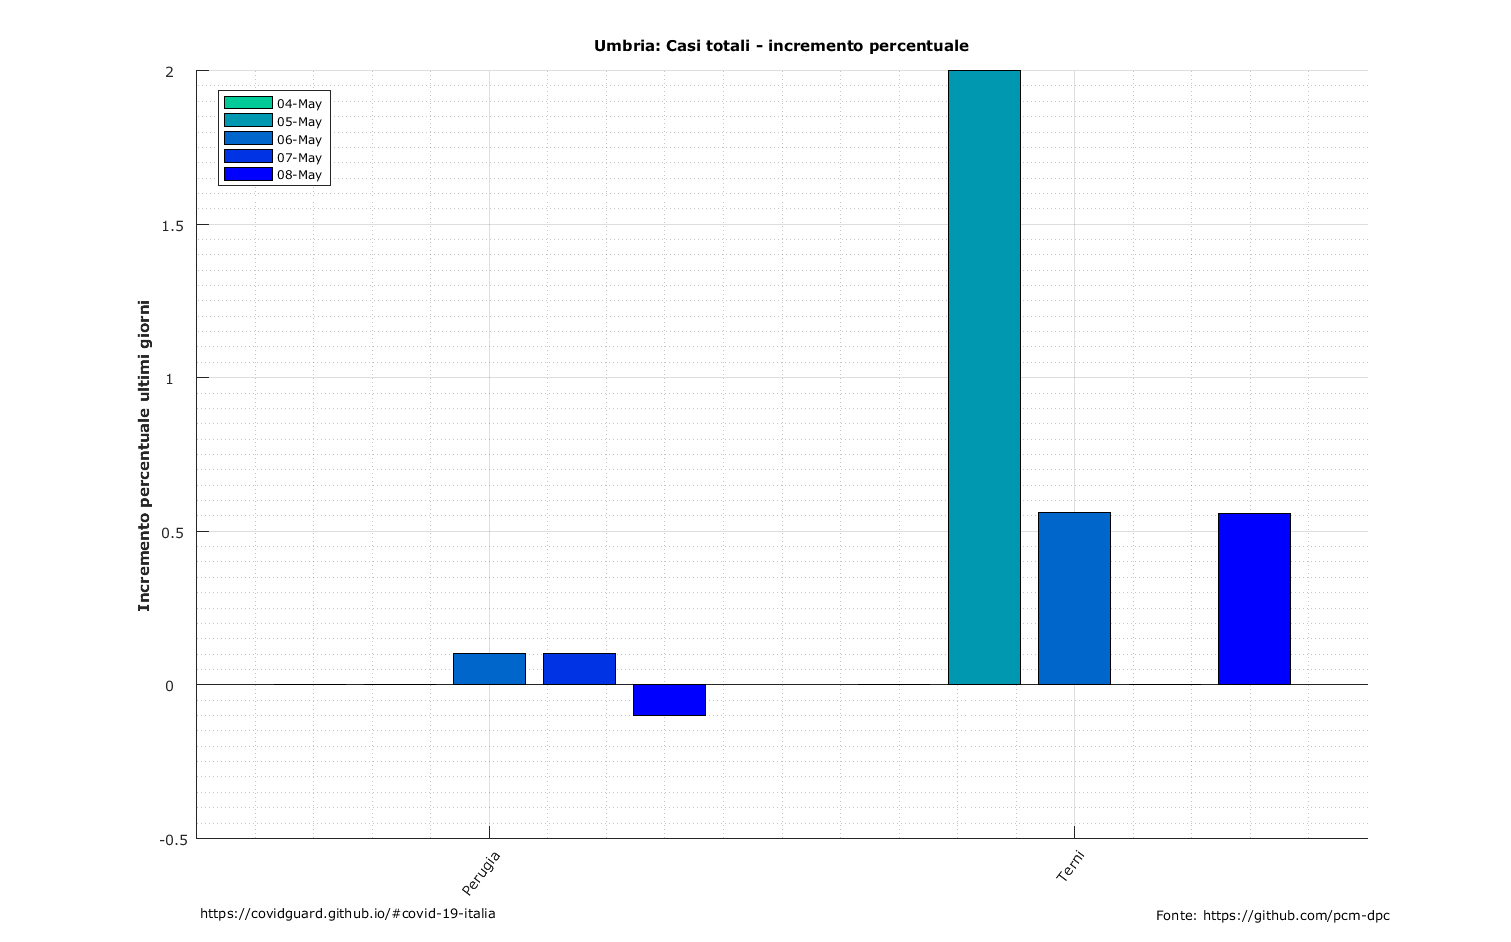 Umbria: Casi totali - incremento percentuale
04-May
05-May
06-May
07-May
08-May
2
1.5
1
0.5
0
-0.5
Incremento percentuale ultimi giorni
Perugia
Terni
https://covidguard.github.io/#covid-19-italia
Fonte: https://github.com/pcm-dpc